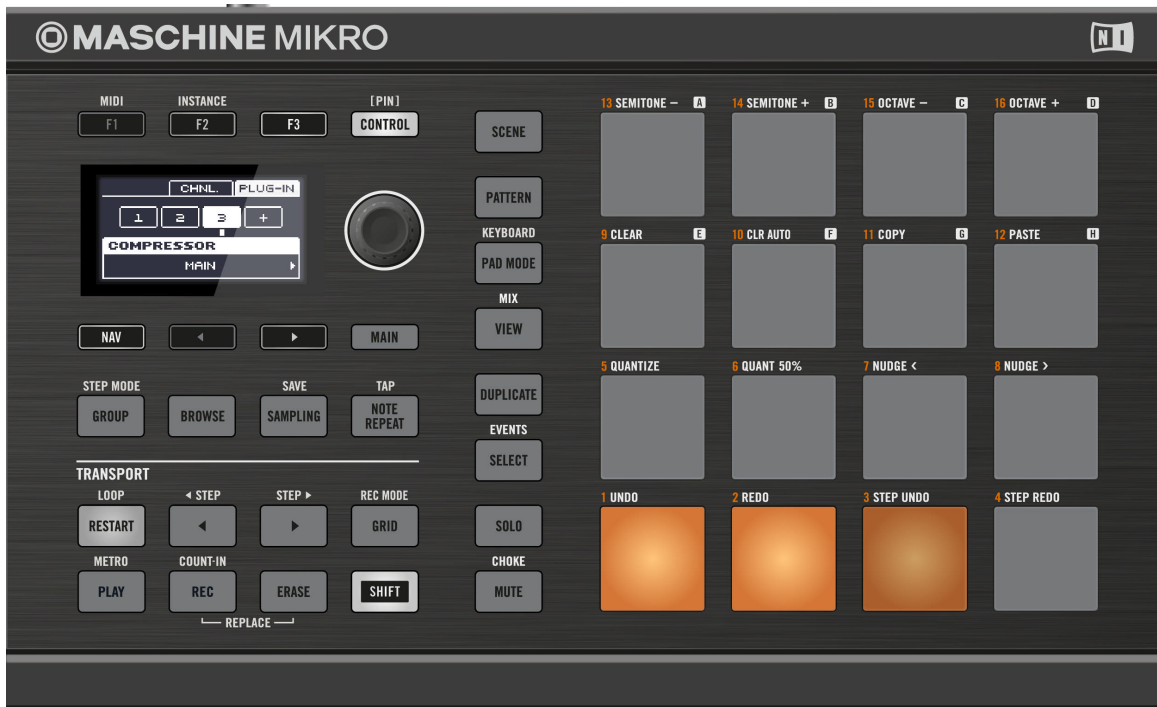 MASCHINE MIKRO
NI
MIDI INSTANCE [PIN]
F1 F2 F3 CONTROL
CHNL. PLUG-IN
1 2 3 +
COMPRESSOR
MAIN
NAV MAIN
STEP MODE SAVE TAP
GROUP BROWSE SAMPLING NOTE REPEAT
TRANSPORT
LOOP ◀ STEP STEP ▶ REC MODE
RESTART ◀ ▶ GRID
METRO COUNT-IN
PLAY REC ERASE SHIFT
REPLACE
SCENE
PATTERN
KEYBOARD
PAD MODE
MIX
VIEW
DUPLICATE
EVENTS
SELECT
SOLO
CHOKE
MUTE
13 SEMITONE – A 14 SEMITONE + B 15 OCTAVE – C 16 OCTAVE + D
9 CLEAR E 10 CLR AUTO F 11 COPY G 12 PASTE H
5 QUANTIZE 6 QUANT 50% 7 NUDGE < 8 NUDGE >
1 UNDO 2 REDO 3 STEP UNDO 4 STEP REDO